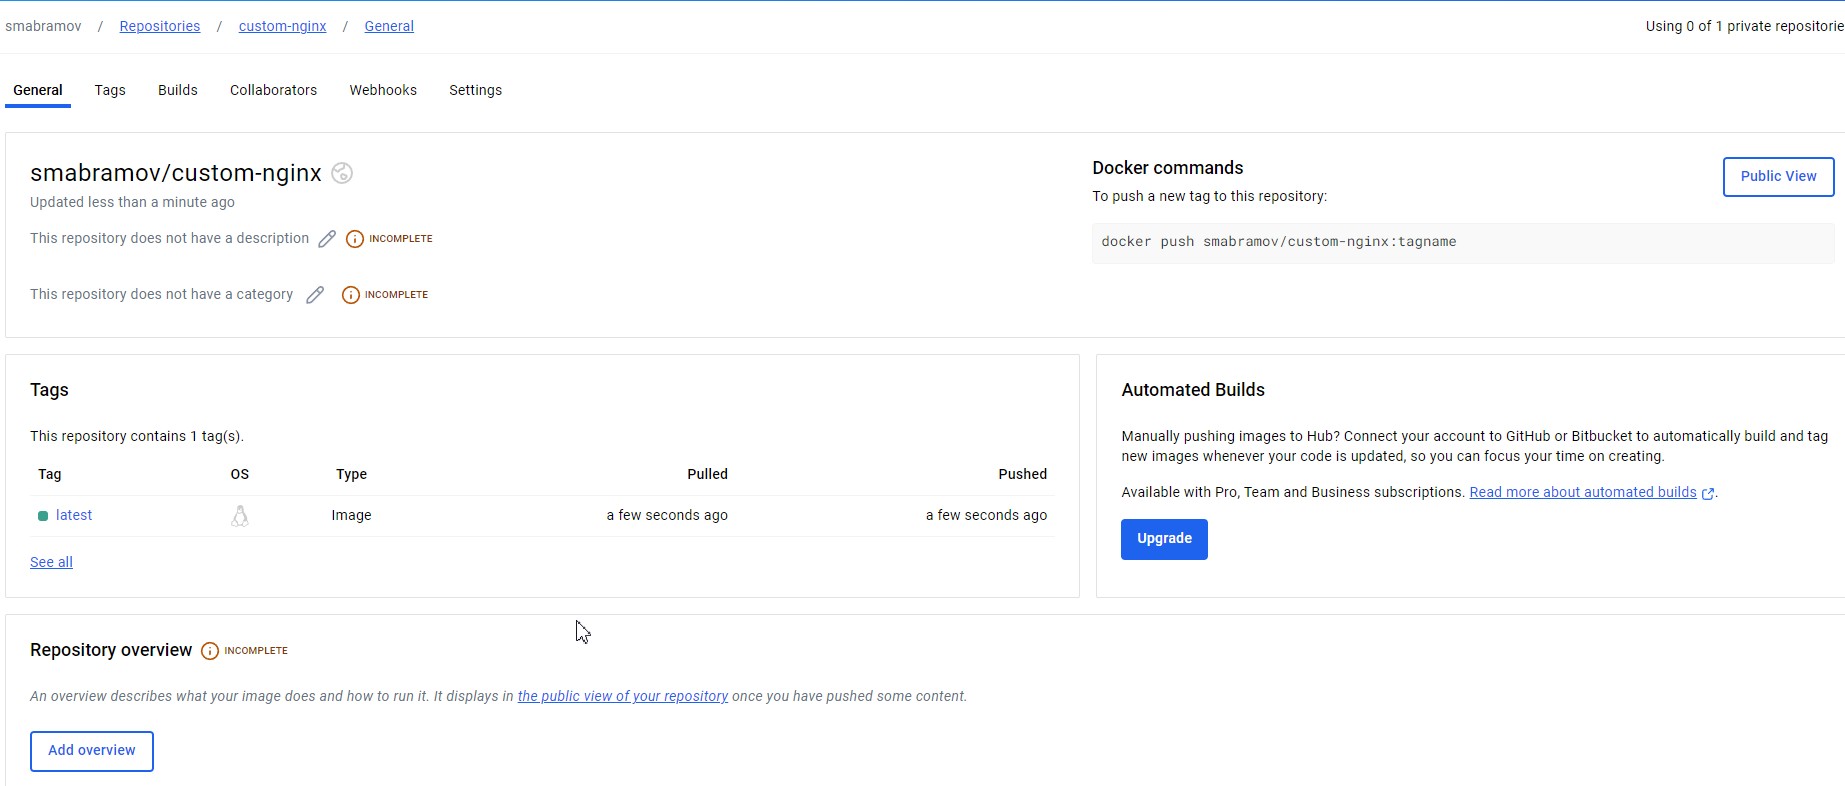 smabramov / Repositories / custom-nginx / General
Using 0 of 1 private repositorie
General Tags Builds Collaborators Webhooks Settings
smabramov/custom-nginx
Updated less than a minute ago
This repository does not have a description INCOMPLETE
This repository does not have a category INCOMPLETE
Docker commands
To push a new tag to this repository:
Public View
docker push smabramov/custom-nginx:tagname
Tags
This repository contains 1 tag(s).
Tag OS Type Pulled Pushed
latest Image a few seconds ago a few seconds ago
See all
Automated Builds
Manually pushing images to Hub? Connect your account to GitHub or Bitbucket to automatically build and tag
new images whenever your code is updated, so you can focus your time on creating.
Available with Pro, Team and Business subscriptions. Read more about automated builds.
Upgrade
Repository overview INCOMPLETE
An overview describes what your image does and how to run it. It displays in the public view of your repository once you have pushed some content.
Add overview